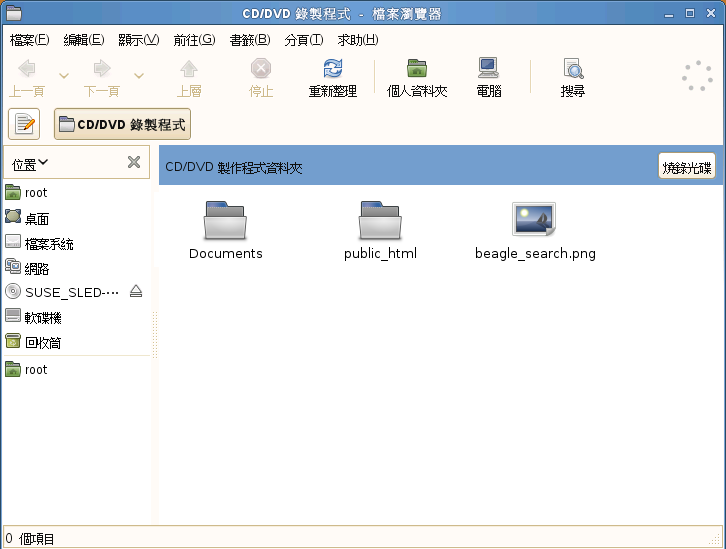 CD/DVD 錄製程式 - 檔案瀏覽器
檔案(F) 編輯(E) 顯示(V) 前往(G) 書籤(B) 分頁(T) 求助(H)
上一頁 下一頁 上層 停止 重新整理 個人資料夾 電腦 搜尋
CD/DVD 錄製程式
位置
CD/DVD 製作程式資料夾 燒錄光碟
root
桌面
檔案系統
網路
SUSE_SLED-···
軟碟機
回收筒
root
Documents public_html beagle_search.png
0 個項目